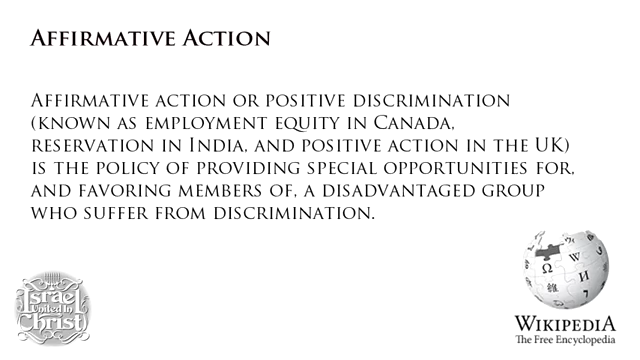 Affirmative Action
Affirmative action or positive discrimination
(known as employment equity in Canada,
reservation in India, and positive action in the UK)
is the policy of providing special opportunities for,
and favoring members of, a disadvantaged group
who suffer from discrimination.
Israel
United In
Christ
Ω
W
И
WIKIPEDIA
The Free Encyclopedia